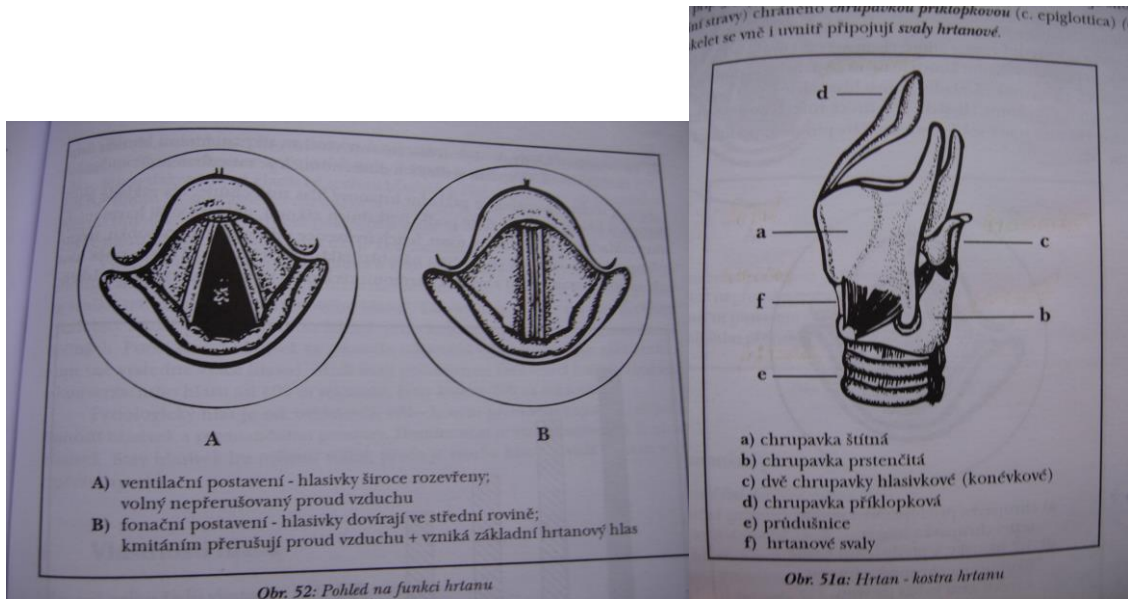 A
B
A) ventilační postavení - hlasivky široce rozevřeny;
volný nepřerušovaný proud vzduchu
B) fonační postavení - hlasivky dovírají ve střední rovině;
kmitáním přerušují proud vzduchu + vzniká základní hrtanový hlas
Obr. 52: Pohled na funkci hrtanu
stravy) chráněno chrupavkou příklopkovou (c. epiglottica)
skelet se vně i uvnitř připojují svaly hrtanové.
d
a
c
f
b
e
a) chrupavka štítná
b) chrupavka prstenčitá
c) dvě chrupavky hlasivkové (konévkové)
d) chrupavka příklopková
e) průdušnice
f) hrtanové svaly
Obr. 51a: Hrtan - kostra hrtanu